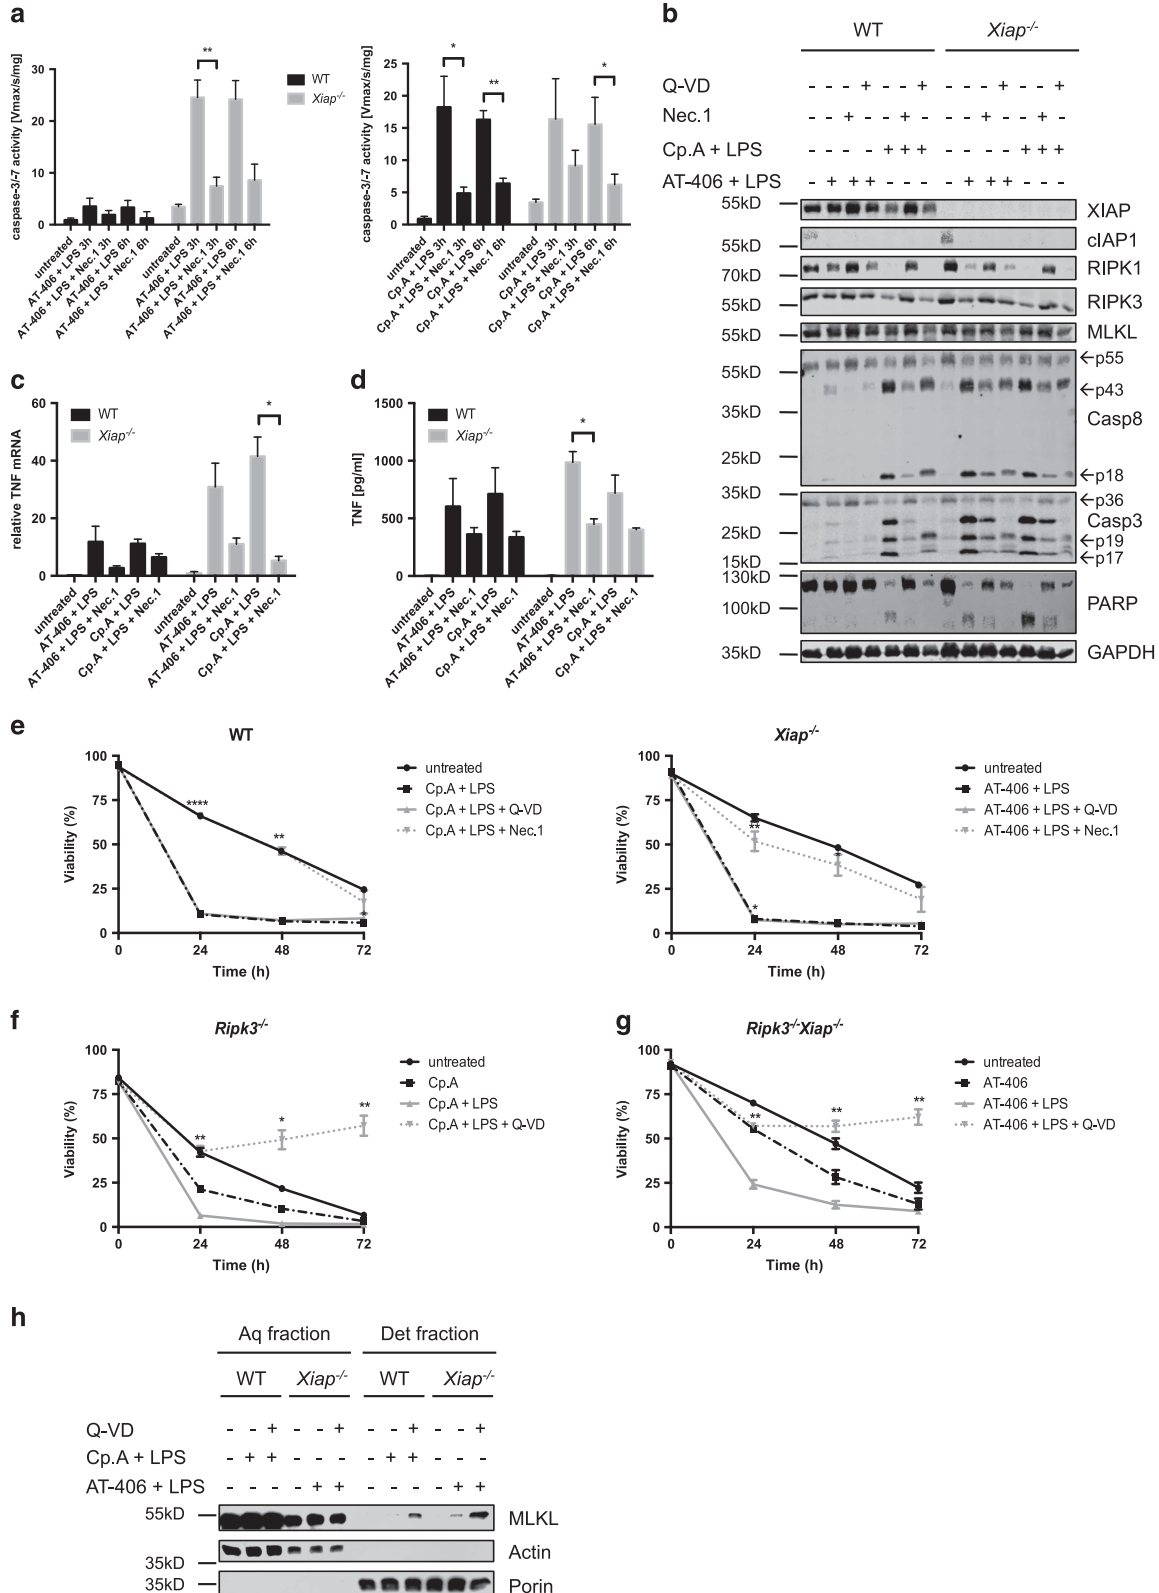 a
caspase-3/-7 activity [Vmax/s/mg]
30
20
10
0
WT
Xiap-/-
**
untreated
AT-406 + LPS 3h
AT-406 + LPS + Nec.1 3h
AT-406 + LPS 6h
AT-406 + LPS + Nec.1 6h
untreated
AT-406 + LPS 3h
AT-406 + LPS + Nec.1 3h
AT-406 + LPS 6h
AT-406 + LPS + Nec.1 6h
caspase-3/-7 activity [Vmax/s/mg]
25
20
15
10
5
0
*
**
*
untreated
Cp.A + LPS 3h
Cp.A + LPS + Nec.1 3h
Cp.A + LPS 6h
Cp.A + LPS + Nec.1 6h
untreated
Cp.A + LPS 3h
Cp.A + LPS + Nec.1 3h
Cp.A + LPS 6h
Cp.A + LPS + Nec.1 6h
b
WT Xiap-/-
Q-VD - - - + - - + - - - + - - +
Nec.1 - - + - - + - - - + - - + -
Cp.A + LPS - - - - + + + - - - - + + +
AT-406 + LPS - + + + - - - - + + + - - -
55kD XIAP
55kD cIAP1
70kD RIPK1
55kD RIPK3
55kD MLKL
←p55
55kD
←p43
35kD Casp8
25kD
←p18
35kD ←p36
Casp3
25kD ←p19
15kD ←p17
130kD
100kD PARP
35kD GAPDH
c
relative TNF mRNA
60
40
20
0
WT
Xiap-/-
*
untreated
AT-406 + LPS
AT-406 + LPS + Nec.1
Cp.A + LPS
Cp.A + LPS + Nec.1
untreated
AT-406 + LPS
AT-406 + LPS + Nec.1
Cp.A + LPS
Cp.A + LPS + Nec.1
d
TNF [pg/ml]
1500
1000
500
0
WT
Xiap-/-
*
untreated
AT-406 + LPS
AT-406 + LPS + Nec.1
Cp.A + LPS
Cp.A + LPS + Nec.1
untreated
AT-406 + LPS
AT-406 + LPS + Nec.1
Cp.A + LPS
Cp.A + LPS + Nec.1
e
WT
Viability (%)
100
75
50
25
0
****
**
*
0 24 48 72
Time (h)
untreated
Cp.A + LPS
Cp.A + LPS + Q-VD
Cp.A + LPS + Nec.1
Xiap-/-
Viability (%)
100
75
50
25
0
**
*
*
0 24 48 72
Time (h)
untreated
AT-406 + LPS
AT-406 + LPS + Q-VD
AT-406 + LPS + Nec.1
f
Ripk3-/-
Viability (%)
100
75
50
25
0
**
*
**
0 24 48 72
Time (h)
untreated
Cp.A
Cp.A + LPS
Cp.A + LPS + Q-VD
g
Ripk3-/-Xiap-/-
Viability (%)
100
75
50
25
0
**
**
**
0 24 48 72
Time (h)
untreated
AT-406
AT-406 + LPS
AT-406 + LPS + Q-VD
h
Aq fraction Det fraction
WT Xiap-/- WT Xiap-/-
Q-VD - - + - - + - - + - - +
Cp.A + LPS - + + - - - - + + - - -
AT-406 + LPS - - - - + + - - - - + +
55kD MLKL
Actin
35kD
35kD Porin